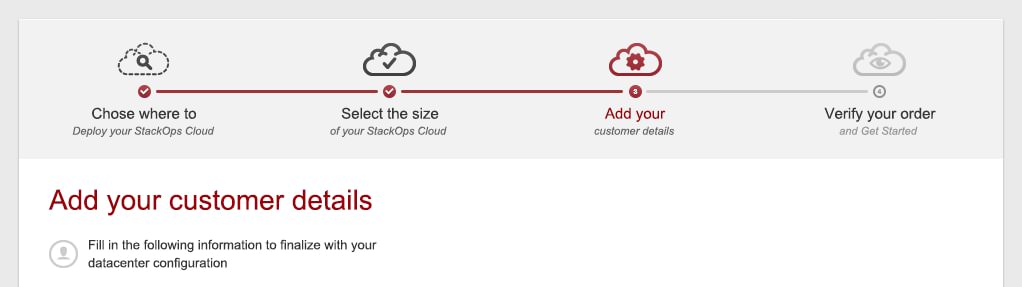 3
4
Chose where to
Deploy your StackOps Cloud
Select the size
of your StackOps Cloud
Add your
customer details
Verify your order
and Get Started
Add your customer details
Fill in the following information to finalize with your
datacenter configuration